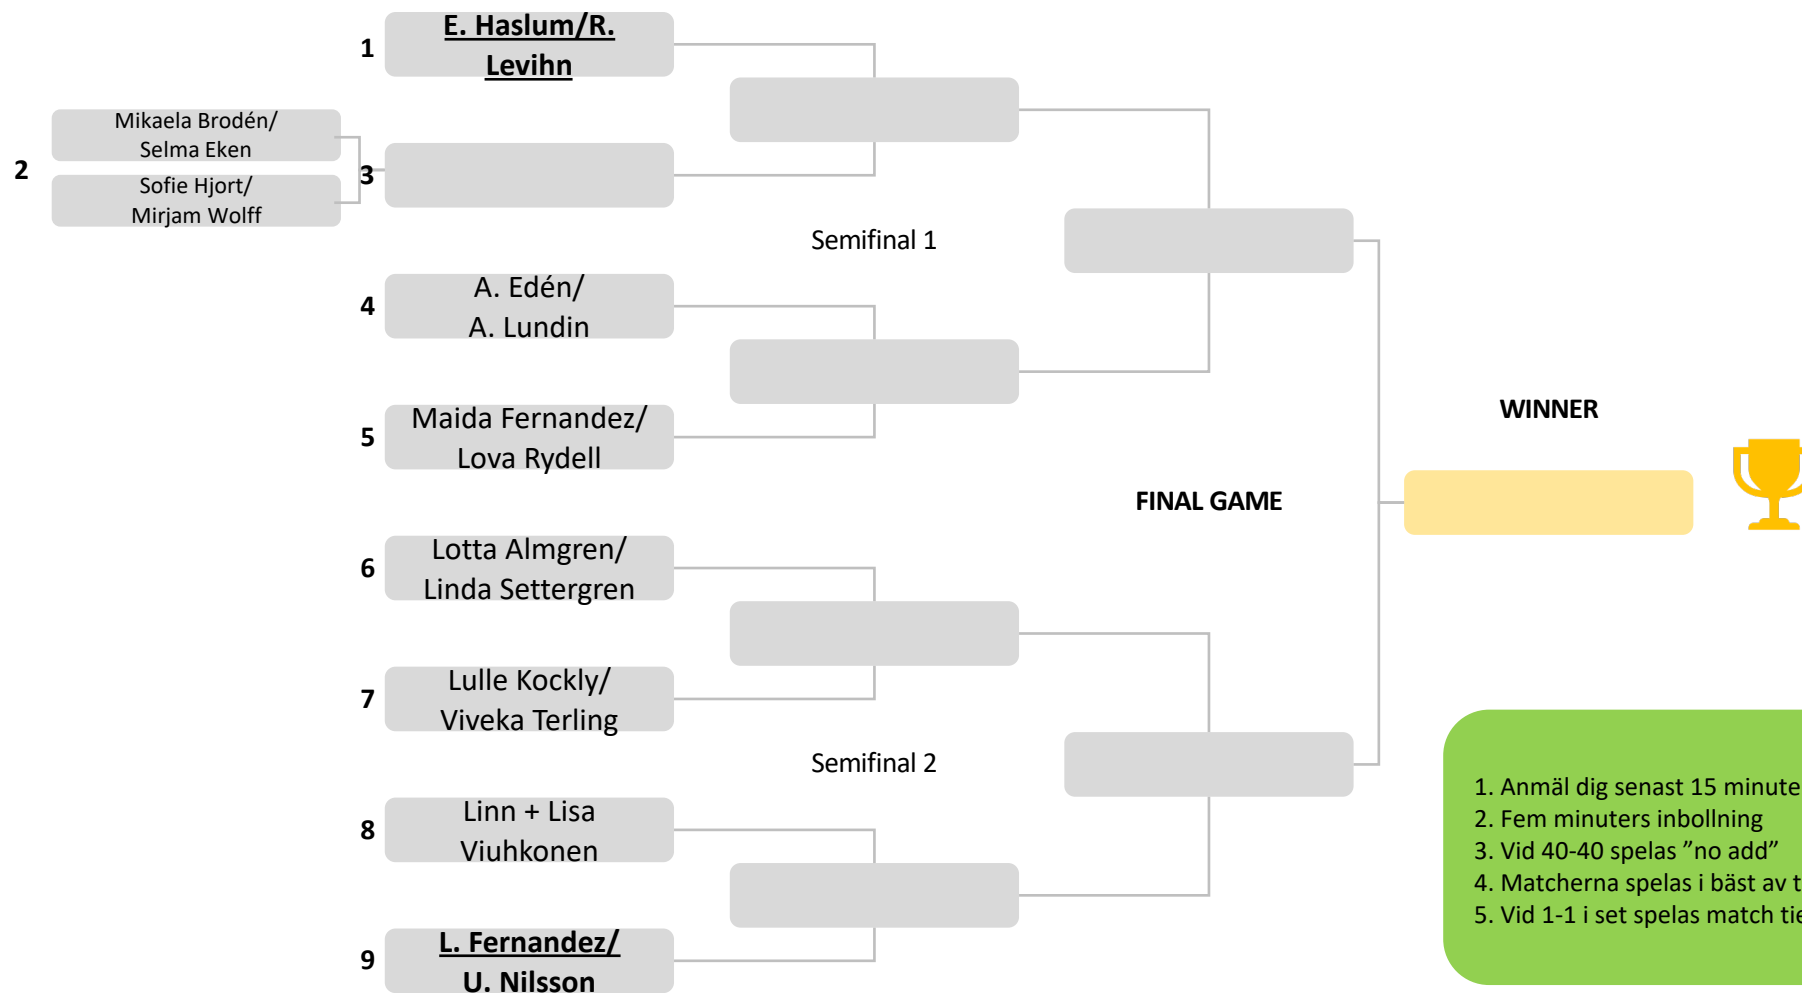 1
E. Haslum/R.
Levihn
2
Mikaela Brodén/
Selma Eken
Sofie Hjort/
Mirjam Wolff
3
Semifinal 1
4
A. Edén/
A. Lundin
5
Maida Fernandez/
Lova Rydell
WINNER
FINAL GAME
6
Lotta Almgren/
Linda Settergren
7
Lulle Kockly/
Viveka Terling
Semifinal 2
8
Linn + Lisa
Viuhkonen
9
L. Fernandez/
U. Nilsson
1. Anmäl dig senast 15 minute
2. Fem minuters inbollning
3. Vid 40-40 spelas ”no add”
4. Matcherna spelas i bäst av t
5. Vid 1-1 i set spelas match tie